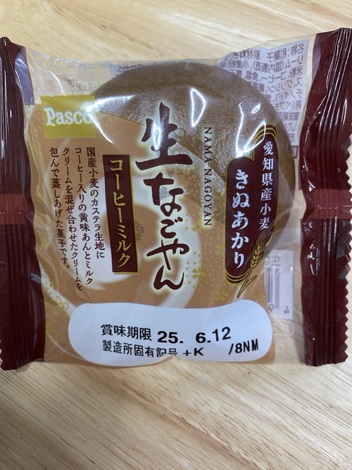 Pasco
生なごやん
NAMA NAGOYAN
コーヒーミルク
愛知県産小麦
きぬあかり
国産小麦のカステラ生地に
コーヒー入りの黄味あんとミルク
クリームを混ぜ合わせたクリームを
包んで蒸しあげた菓子です。
賞味期限 25. 6.12
製造所固有記号 +K /8NM